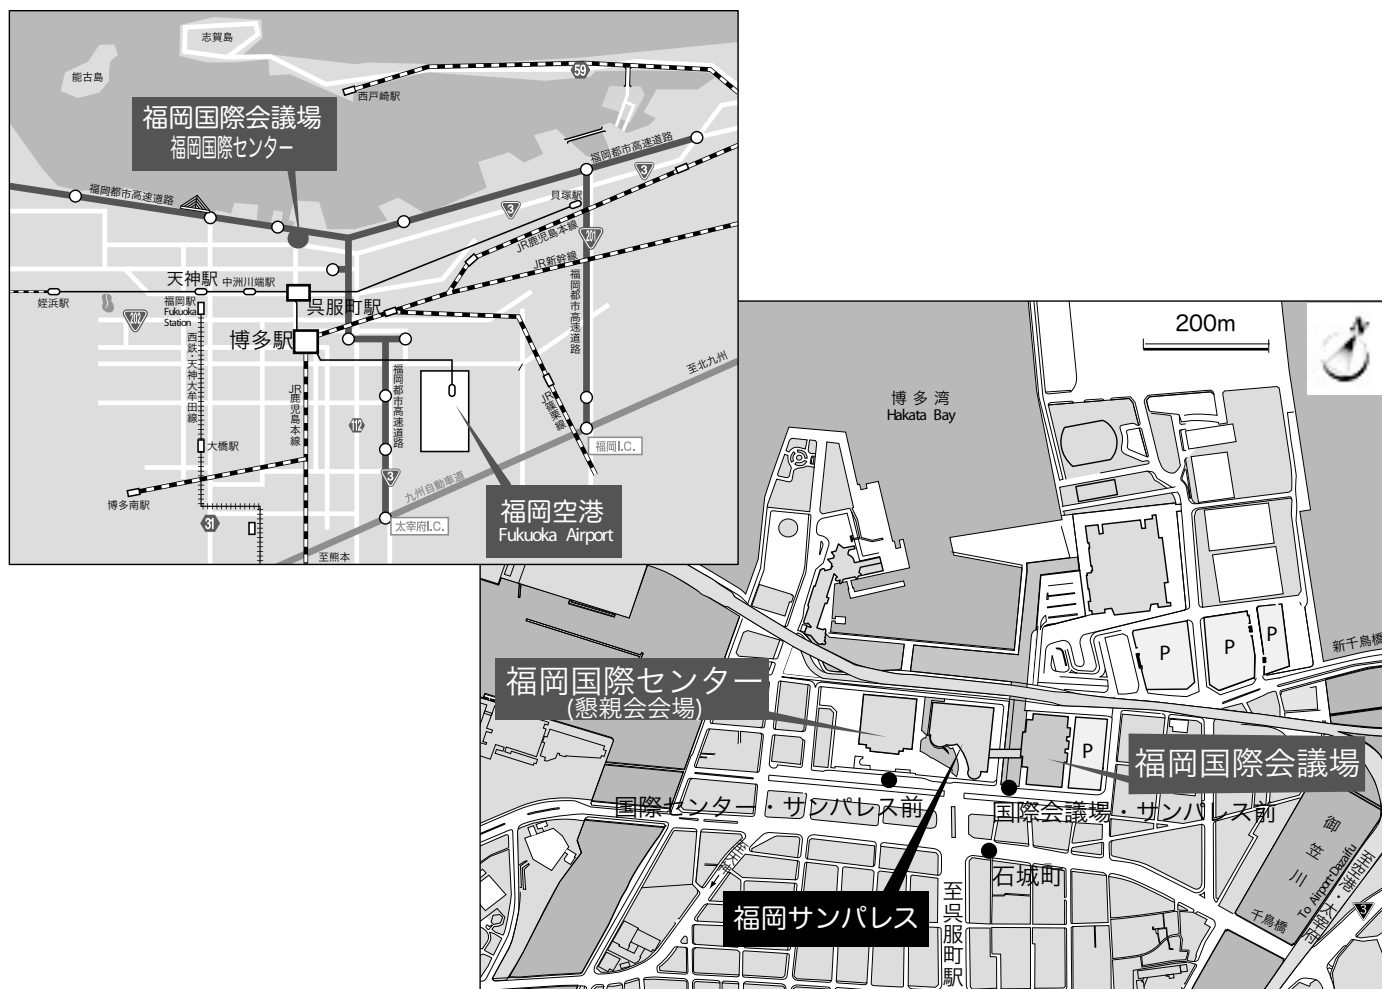 志賀島
能古島
59
西戸崎駅
福岡国際会議場
福岡国際センター
福岡都市高速道路
3
福岡都市高速道路
貝塚駅
3
JR鹿児島本線
201
JR新幹線
天神駅
中洲川端駅
姪浜駅
福岡駅
Fukuoka
Station
呉服町駅
202
博多駅
福岡都市高速道路
西鉄・天神大牟田線
JR鹿児島本線
福岡都市高速道路
至北九州
JR篠栗線
112
大橋駅
福岡I.C.
3
九州自動車道
博多南駅
31
太宰府I.C.
福岡空港
Fukuoka Airport
至熊本
200m
博多湾
Hakata Bay
P
P
P
新千鳥橋
福岡国際センター
(懇親会会場)
P
福岡国際会議場
国際センター・サンパレス前
国際会議場・サンパレス前
御笠川
至天神
石城町
福岡サンパレス
至呉服町駅
千鳥橋
To Airport・Dazaifu
至空港・太宰府
3